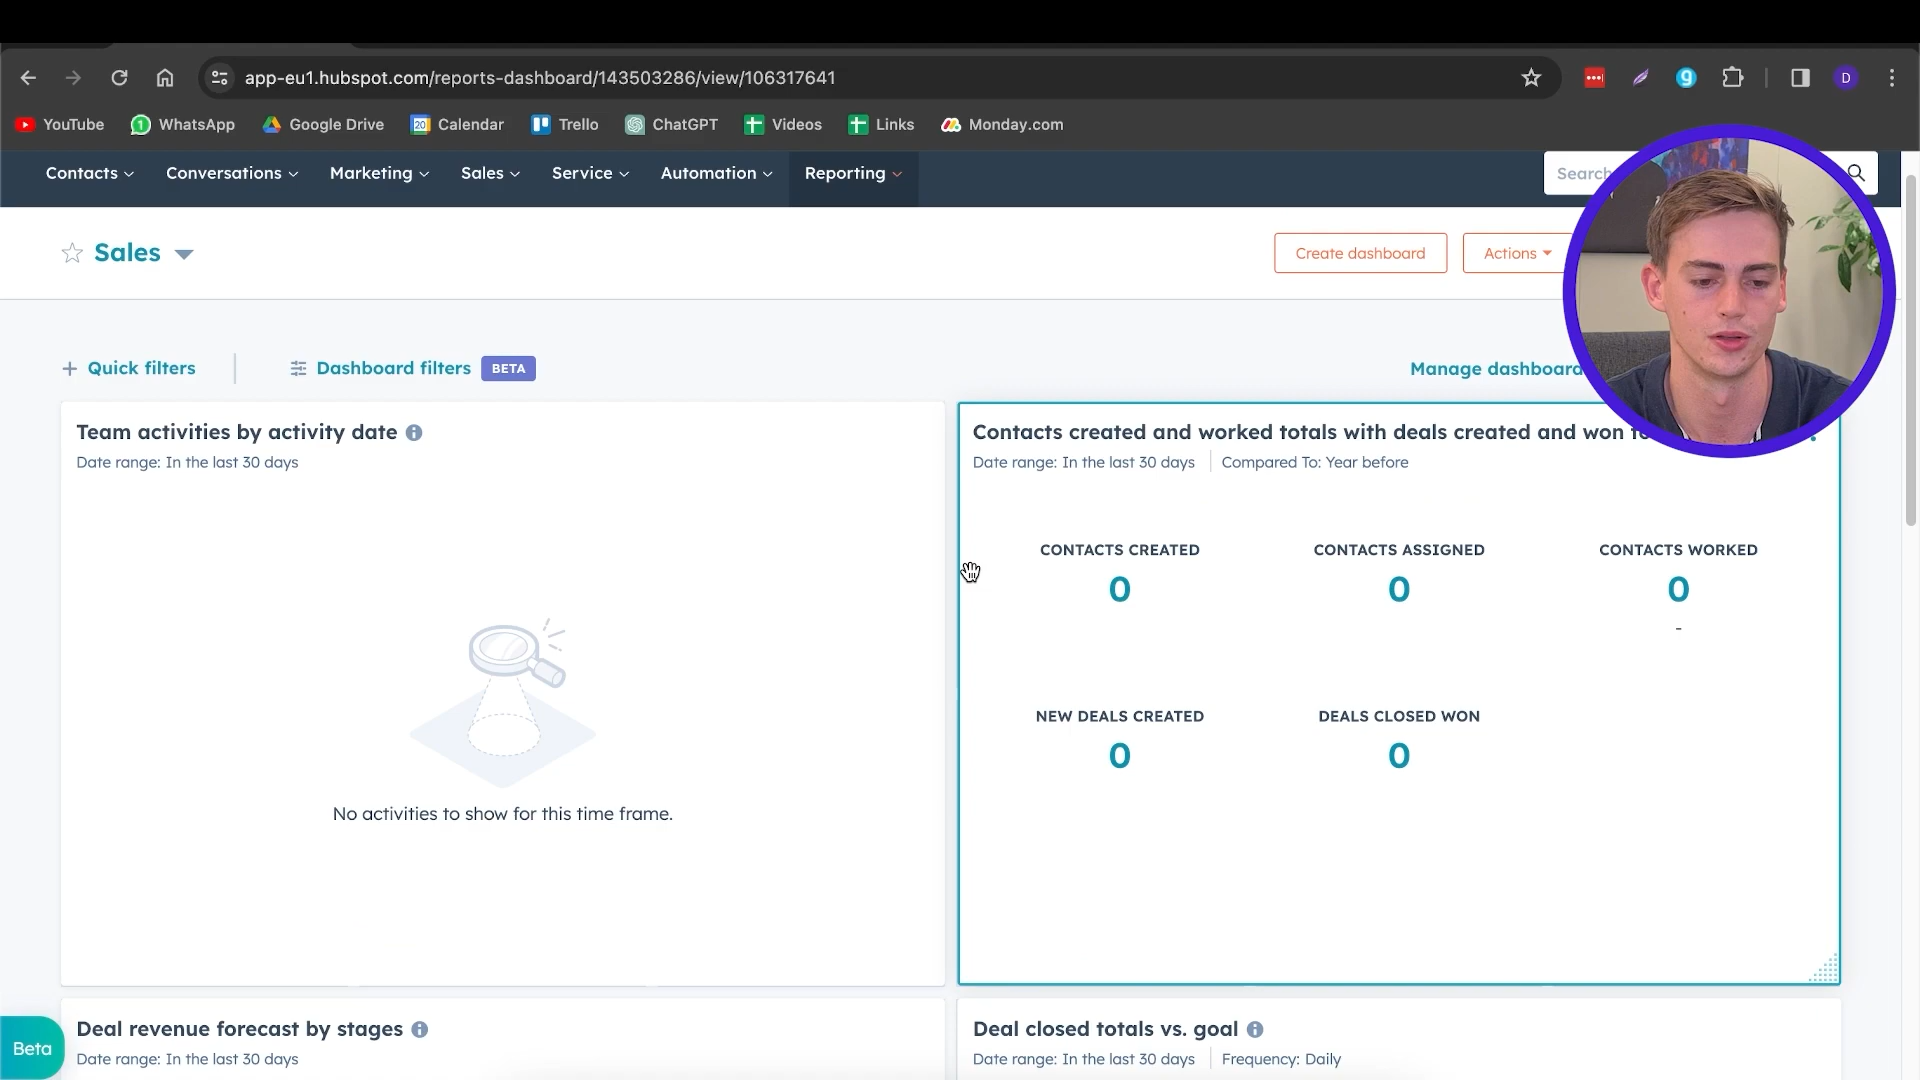 app-eu1.hubspot.com/reports-dashboard/143503286/view/106317641
D
YouTube WhatsApp Google Drive Calendar Trello ChatGPT Videos Links Monday.com
Contacts Conversations Marketing Sales Service Automation Reporting
Search
Sales
Create dashboard
Actions
Quick filters
Dashboard filters BETA
Manage dashboard
Team activities by activity date
Date range: In the last 30 days
No activities to show for this time frame.
Contacts created and worked totals with deals created and won
Date range: In the last 30 days
Compared To: Year before
CONTACTS CREATED CONTACTS ASSIGNED CONTACTS WORKED
0 0 0
-
NEW DEALS CREATED DEALS CLOSED WON
0 0
Deal revenue forecast by stages
Date range: In the last 30 days
Deal closed totals vs. goal
Date range: In the last 30 days
Frequency: Daily
Beta